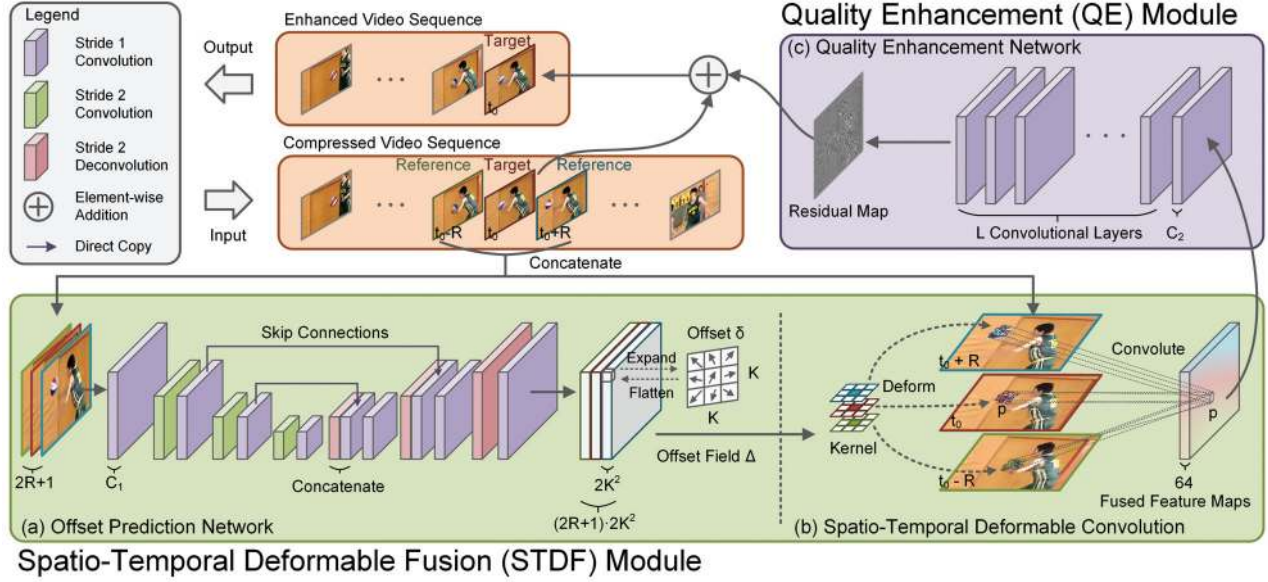 Legend
Stride 1
Convolution
Stride 2
Convolution
Stride 2
Deconvolution
Element-wise
Addition
Direct Copy
Output
Input
Enhanced Video Sequence
Target
t₀
Compressed Video Sequence
Reference
Target
Reference
t₀-R
t₀
t₀+R
Concatenate
Quality Enhancement (QE) Module
(c) Quality Enhancement Network
Residual Map
L Convolutional Layers
C₂
Skip Connections
2R+1
C₁
Concatenate
Offset δ
Expand
Flatten
K
K
2K²
(2R+1)·2K²
Offset Field Δ
(a) Offset Prediction Network
Deform
Kernel
t₀ + R
p
t₀
t₀ - R
Convolute
p
64
Fused Feature Maps
(b) Spatio-Temporal Deformable Convolution
Spatio-Temporal Deformable Fusion (STDF) Module